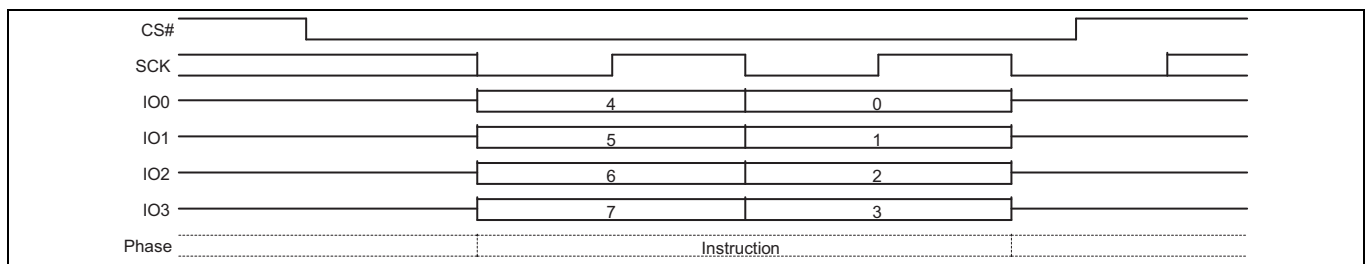 CS#
SCK
IO0 4 0
IO1 5 1
IO2 6 2
IO3 7 3
Phase Instruction